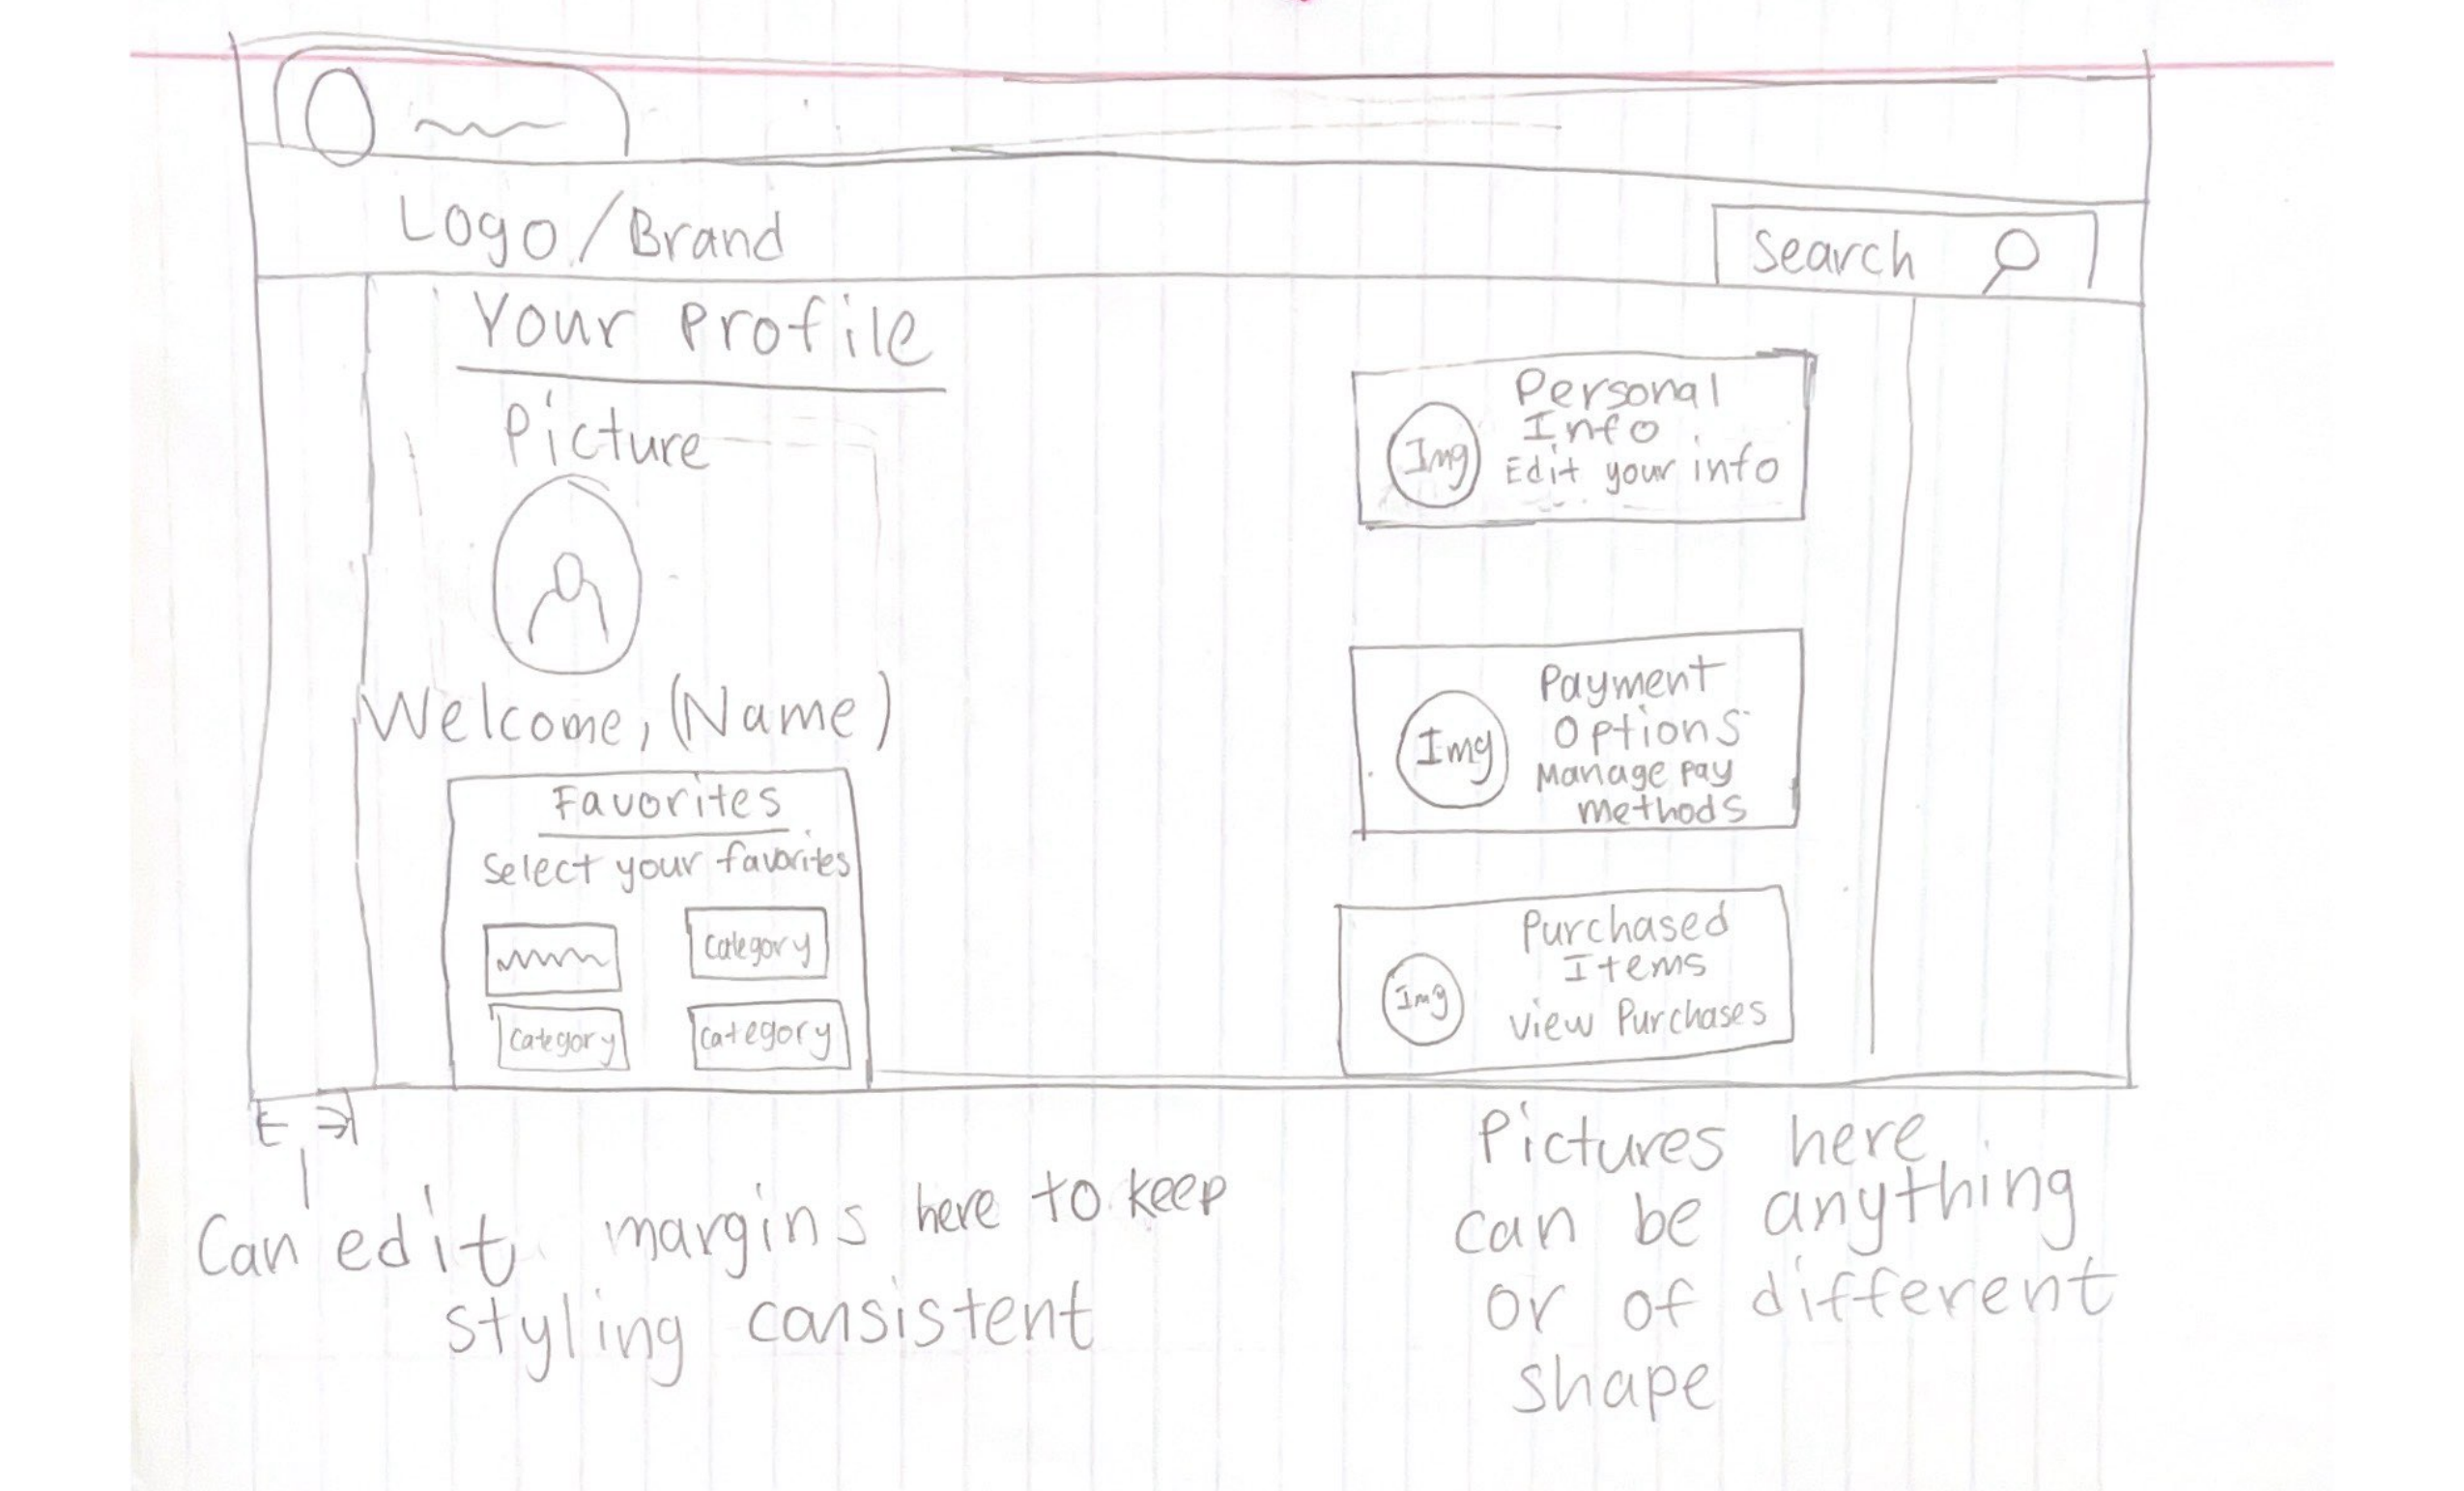 Logo/Brand
Search
Your Profile
Picture
Welcome, (Name)
Favorites
Select your favorites
Category
Category
Category
Img
Personal
Info
Edit your info
Img
Payment
Options
Manage pay
methods
Img
Purchased
Items
View Purchases
Can edit margins here to keep
styling consistent
Pictures here
can be anything
or of different
shape